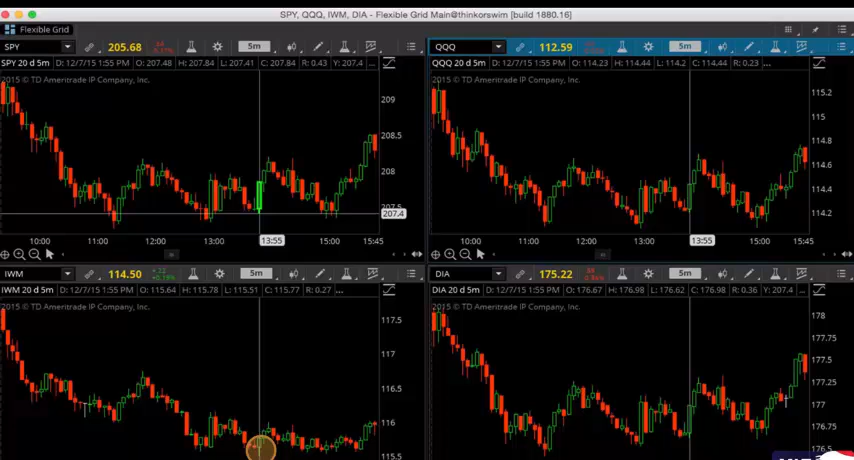 SPY, QQQ, IWM, DIA - Flexible Grid Main@thinkorswim [build 1880.16]
Flexible Grid
SPY 205.68 5m
SPY 20 d 5m D: 12/7/15 1:55 PM O: 207.48 H: 207.84 L: 207.41 C: 207.84 R: 0.43 Y: 207.4 ...
2015 © TD Ameritrade IP Company, Inc.
209
208.5
208
207.5
207.4
10:00 11:00 12:00 13:00 13:55 15:00 15:45
QQQ 112.59 5m
QQQ 20 d 5m D: 12/7/15 1:55 PM O: 114.23 H: 114.44 L: 114.2 C: 114.44 R: 0.23 ...
2015 © TD Ameritrade IP Company, Inc.
115.2
114.8
114.6
114.4
114.2
10:00 11:00 12:00 13:00 13:55 15:00 15:45
IWM 114.50 +.22 +0.19% 5m
IWM 20 d 5m D: 12/7/15 1:55 PM O: 115.64 H: 115.78 L: 115.51 C: 115.77 R: 0.27 ...
2015 © TD Ameritrade IP Company, Inc.
117.5
117
116.5
116
115.5
DIA 175.22 5m
DIA 20 d 5m D: 12/7/15 1:55 PM O: 176.67 H: 176.98 L: 176.62 C: 176.98 R: 0.36 Y: 207.4 ...
2015 © TD Ameritrade IP Company, Inc.
178
177.75
177.25
177
176.5